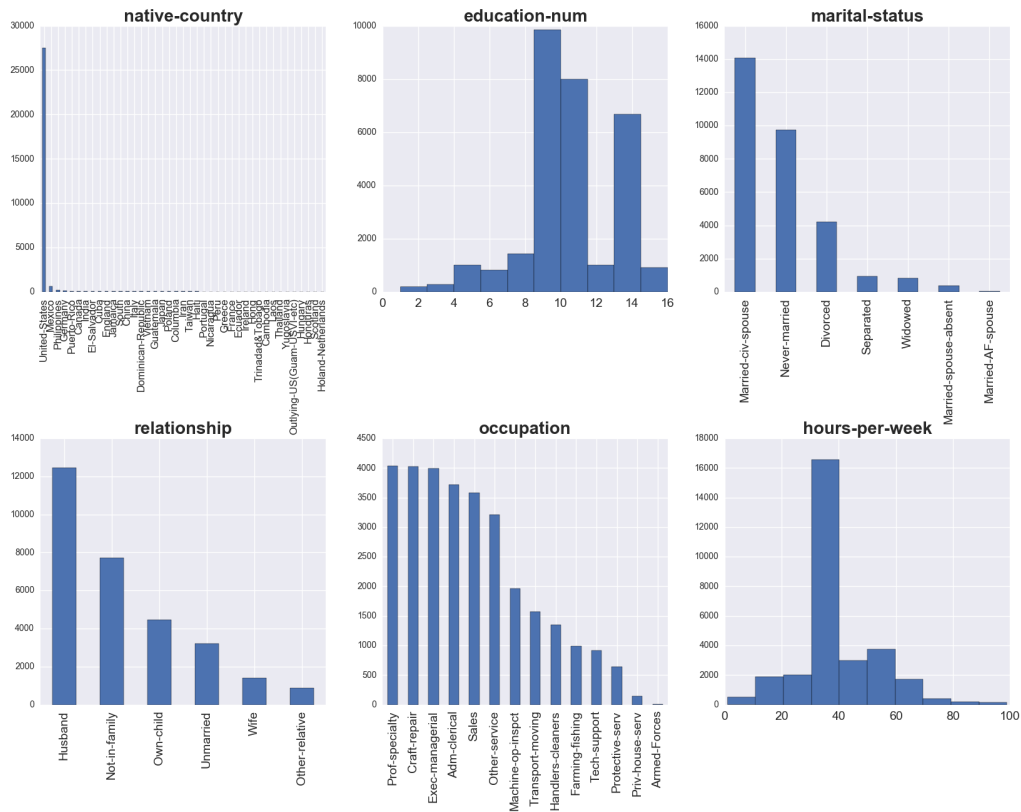 native-country
30000
25000
20000
15000
10000
5000
0
United-States
Mexico
Philippines
Germany
Puerto-Rico
Canada
India
El-Salvador
Cuba
England
Jamaica
South
China
Italy
Dominican-Republic
Vietnam
Guatemala
Japan
Poland
Columbia
Iran
Taiwan
Haiti
Portugal
Nicaragua
Peru
Greece
France
Ecuador
Ireland
Hong
Trinadad&Tobago
Cambodia
Laos
Thailand
Yugoslavia
Outlying-US(Guam-USVI-etc)
Hungary
Honduras
Scotland
Holand-Netherlands
education-num
10000
8000
6000
4000
2000
0
0 2 4 6 8 10 12 14 16
marital-status
16000
14000
12000
10000
8000
6000
4000
2000
0
Married-civ-spouse
Never-married
Divorced
Separated
Widowed
Married-spouse-absent
Married-AF-spouse
relationship
14000
12000
10000
8000
6000
4000
2000
0
Husband
Not-in-family
Own-child
Unmarried
Wife
Other-relative
occupation
4500
4000
3500
3000
2500
2000
1500
1000
500
0
Prof-specialty
Craft-repair
Exec-managerial
Adm-clerical
Sales
Other-service
Machine-op-inspct
Transport-moving
Handlers-cleaners
Farming-fishing
Tech-support
Protective-serv
Priv-house-serv
Armed-Forces
hours-per-week
18000
16000
14000
12000
10000
8000
6000
4000
2000
0
0 20 40 60 80 100